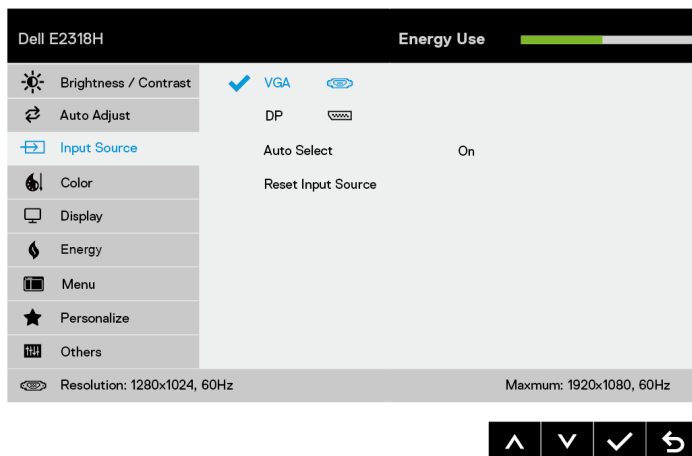 Dell E2318H Energy Use
Brightness / Contrast VGA
Auto Adjust DP
Input Source Auto Select On
Color Reset Input Source
Display
Energy
Menu
Personalize
Others
Resolution: 1280x1024, 60Hz Maxmum: 1920x1080, 60Hz